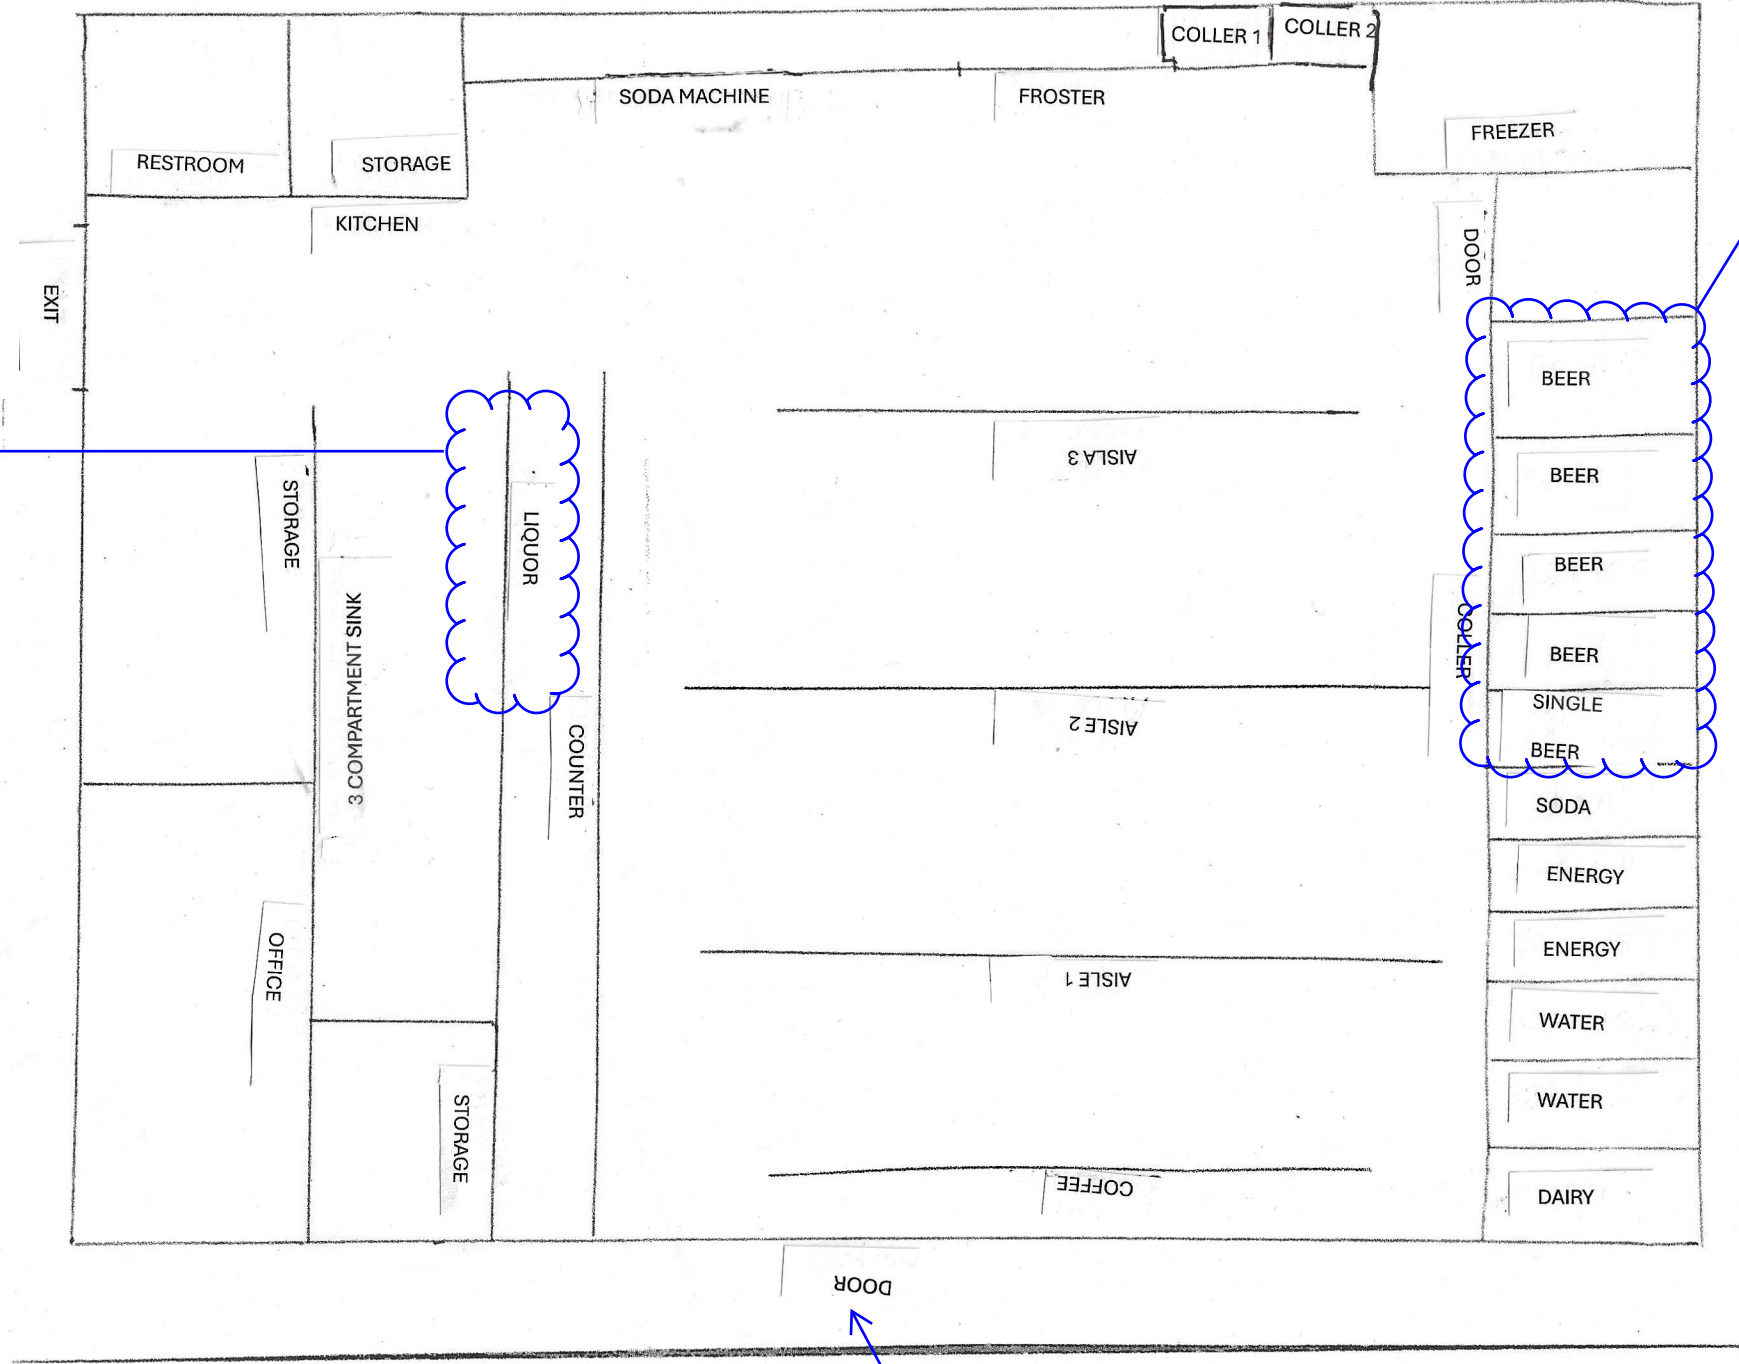 COLLER 1
COLLER 2
SODA MACHINE
FROSTER
FREEZER
RESTROOM
STORAGE
KITCHEN
DOOR
EXIT
BEER
AISLA 3
BEER
STORAGE
LIQUOR
BEER
3 COMPARTMENT SINK
COLLER
BEER
SINGLE
BEER
AISLE 2
COUNTER
SODA
ENERGY
OFFICE
ENERGY
AISLE 1
WATER
STORAGE
WATER
COFFEE
DAIRY
DOOR